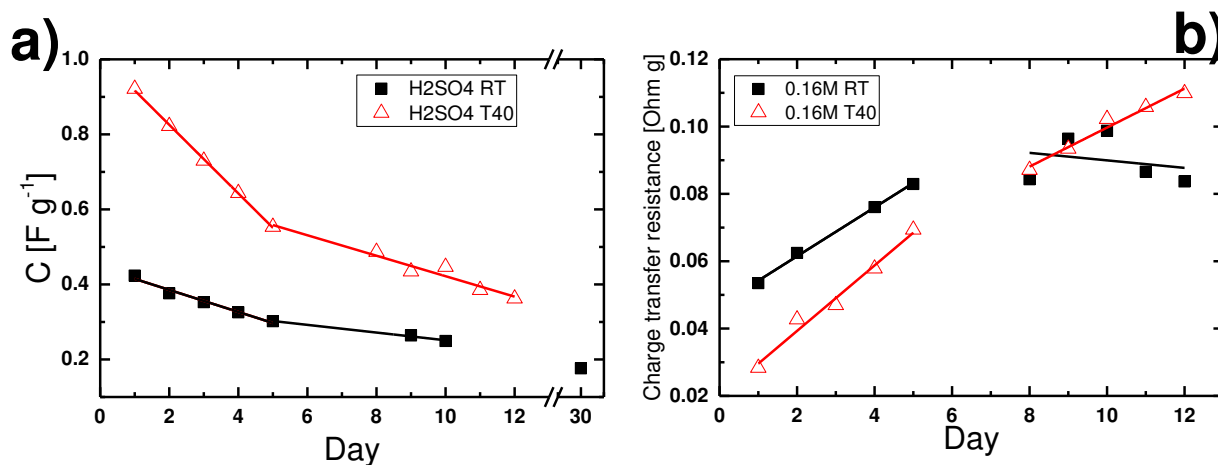 a)
1.0
0.8
0.6
0.4
0.2
C [F g-1]
H2SO4 RT
H2SO4 T40
0 2 4 6 8 10 12 30
Day
b)
0.12
0.10
0.08
0.06
0.04
0.02
Charge transfer resistance [Ohm g]
0.16M RT
0.16M T40
0 2 4 6 8 10 12
Day